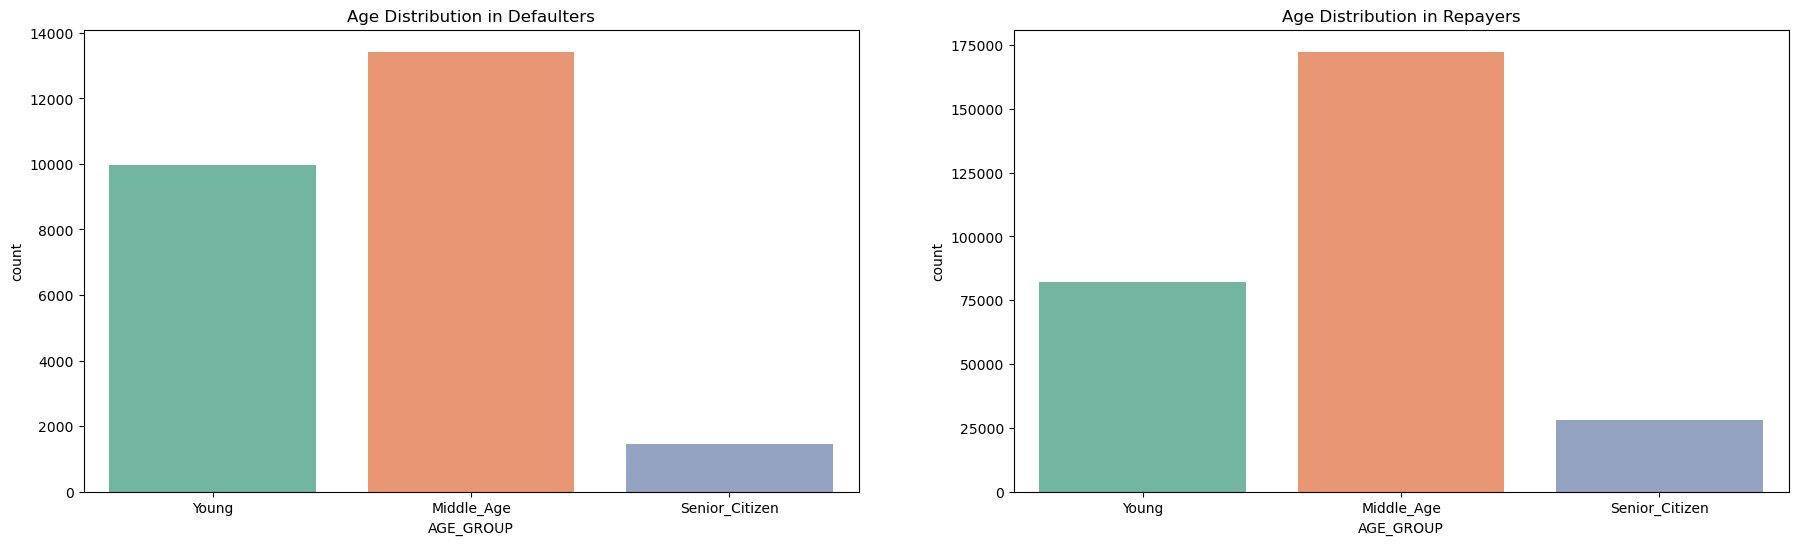 Age Distribution in Defaulters
14000
12000
10000
8000
6000
4000
2000
0
count
Young
Middle_Age
Senior_Citizen
AGE_GROUP
Age Distribution in Repayers
175000
150000
125000
100000
75000
50000
25000
0
count
Young
Middle_Age
Senior_Citizen
AGE_GROUP